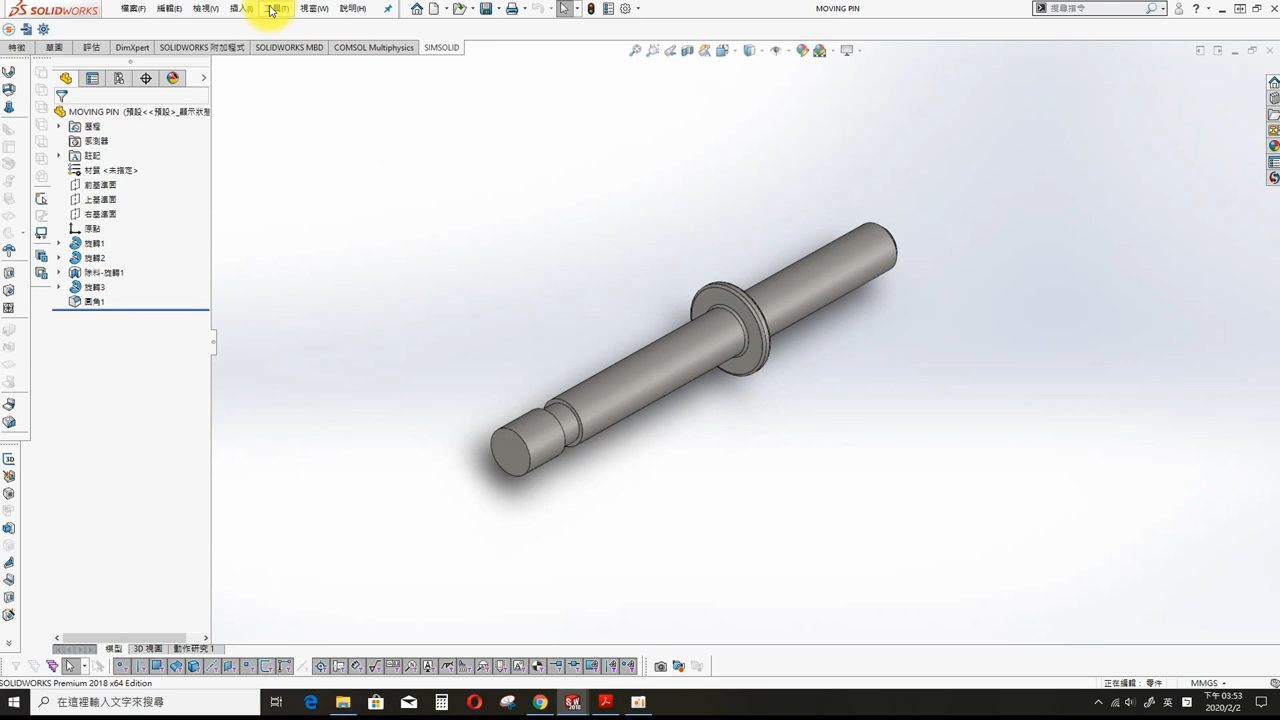 SOLIDWORKS 檔案(F) 編輯(E) 檢視(V) 插入(I) 工具(T) 視窗(W) 說明(H) MOVING PIN 搜尋指令
特徵 草圖 評估 DimXpert SOLIDWORKS 附加程式 SOLIDWORKS MBD COMSOL Multiphysics SIMSOLID
MOVING PIN (預設<<預設>_顯示狀態
歷程
感測器
註記
材質 <未指定>
前基準面
上基準面
右基準面
原點
旋轉1
旋轉2
除料-旋轉1
旋轉3
圓角1
模型 3D 視圖 動作研究 1
SOLIDWORKS Premium 2018 x64 Edition 正在編輯: 零件 MMGS
在這裡輸入文字來搜尋 英 下午 03:53
2020/2/2